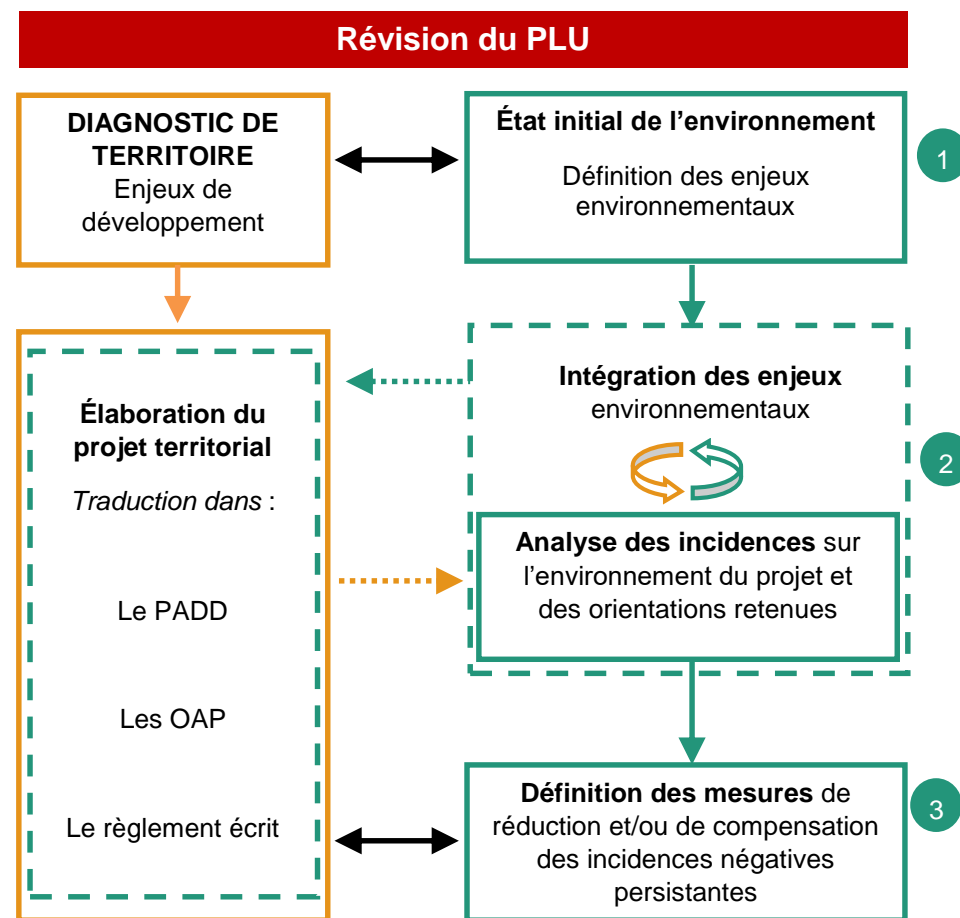 Révision du PLU
DIAGNOSTIC DE
TERRITOIRE
Enjeux de
développement
État initial de l’environnement
Définition des enjeux
environnementaux
1
Élaboration du
projet territorial
Traduction dans :
Le PADD
Les OAP
Le règlement écrit
Intégration des enjeux
environnementaux
2
Analyse des incidences sur
l’environnement du projet et
des orientations retenues
Définition des mesures de
réduction et/ou de compensation
des incidences négatives
persistantes
3